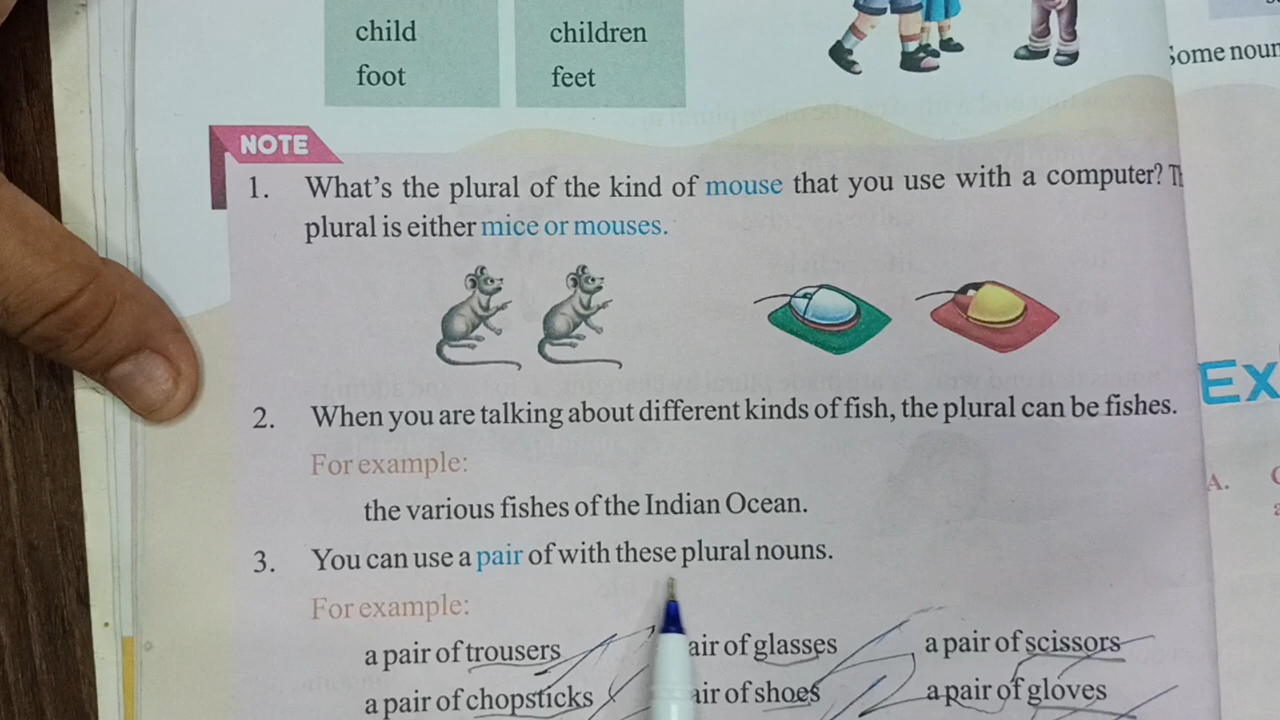 child children
foot feet
NOTE
1. What's the plural of the kind of mouse that you use with a computer?
plural is either mice or mouses.
2. When you are talking about different kinds of fish, the plural can be fishes.
For example:
the various fishes of the Indian Ocean.
3. You can use a pair of with these plural nouns.
For example:
a pair of trousers air of glasses a pair of scissors
a pair of chopsticks air of shoes a pair of gloves
Some noun
Ex
A.